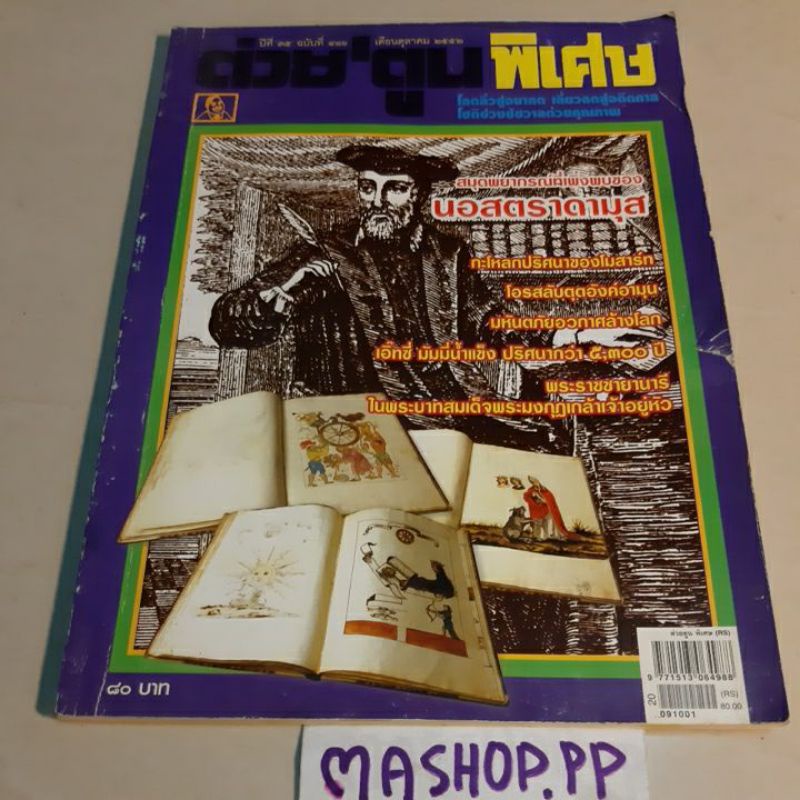 ปีที่ ๓๕ ฉบับที่ เดือนตุลาคม ๒๕๕๒
ต่วย'ตูน พิเศษ
โลดลิ่วสู่อนาคต เลี้ยวลดสู่อดีตกาล
โชติช่วงชัชวาลด้วยคุณภาพ
สมุดพยากรณ์ที่เพิ่งพบของ
นอสตราดามุส
กะโหลกปริศนาของโมสาร์ท
โอรสลับตุตอังค์อามุน
มหันตภัยอวกาศล้างโลก
เอิ๊ทซี่ มัมมี่น้ำแข็ง ปริศนากว่า ๕,๓๐๐ ปี
พระราชชายานารี
ในพระบาทสมเด็จพระมงกุฎเกล้าเจ้าอยู่หัว
๘๐ บาท
ต่วยตูน พิเศษ (RS)
9 771513 064988
20
(RS)
80.00
091001
MASHOP.PP